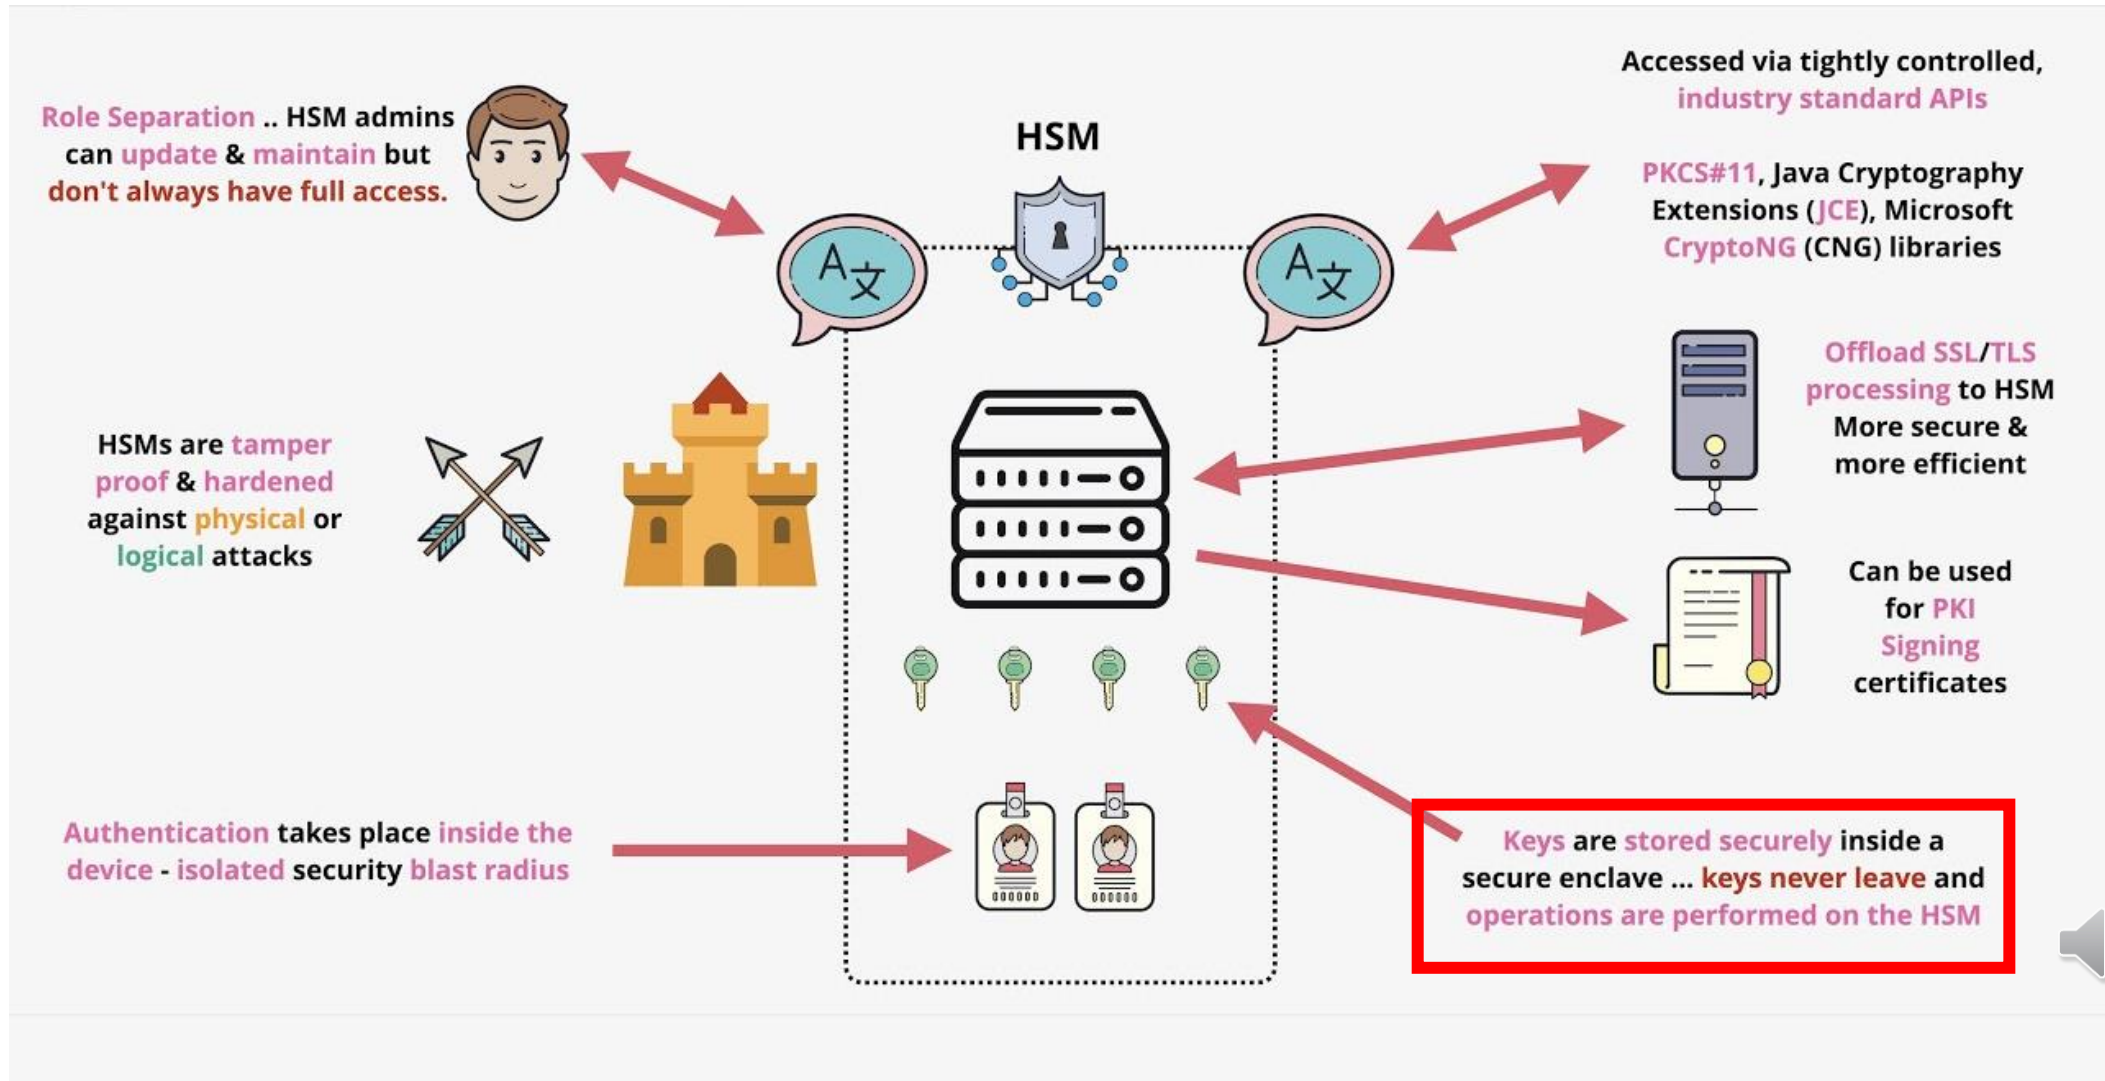 Role Separation .. HSM admins
can update & maintain but
don't always have full access.
HSM
A文
A文
Accessed via tightly controlled,
industry standard APIs
PKCS#11, Java Cryptography
Extensions (JCE), Microsoft
CryptoNG (CNG) libraries
HSMs are tamper
proof & hardened
against physical or
logical attacks
Offload SSL/TLS
processing to HSM
More secure &
more efficient
Can be used
for PKI
Signing
certificates
Authentication takes place inside the
device - isolated security blast radius
Keys are stored securely inside a
secure enclave ... keys never leave and
operations are performed on the HSM